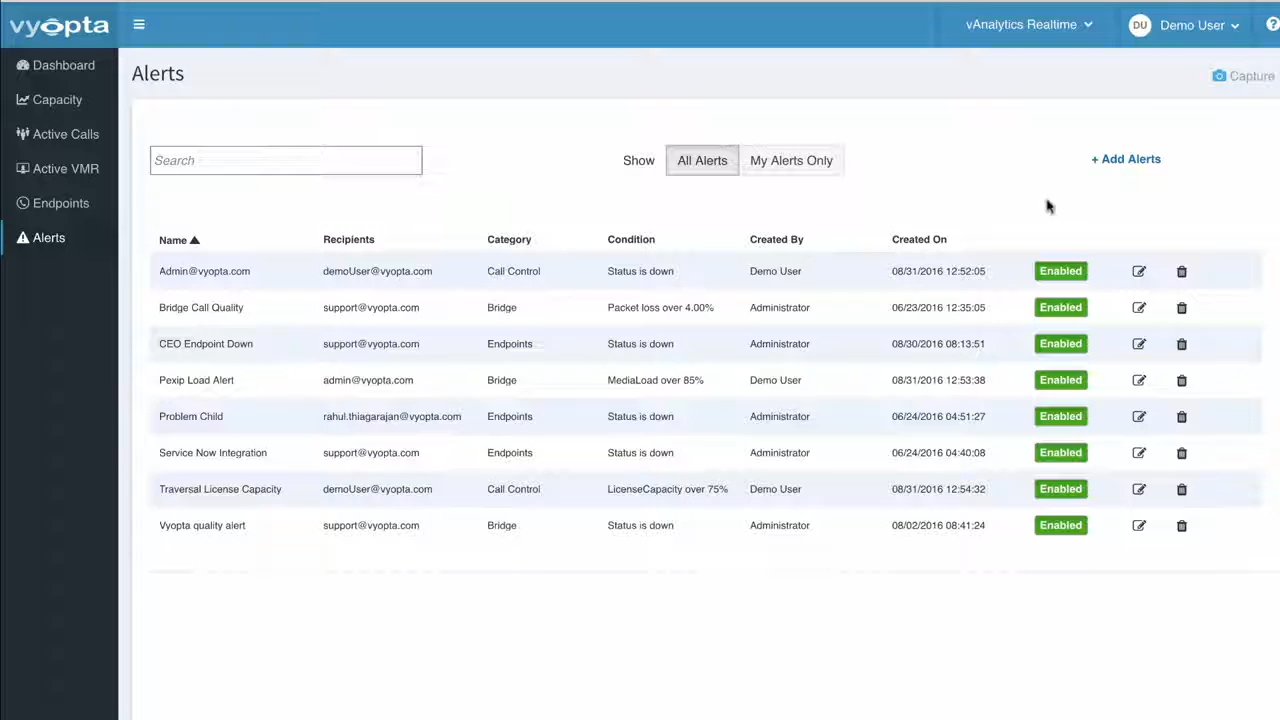 vyopta
vAnalytics Realtime
DU Demo User
?
Dashboard
Capacity
Active Calls
Active VMR
Endpoints
Alerts
Alerts
Capture
Search
Show All Alerts My Alerts Only
+ Add Alerts
Name Recipients Category Condition Created By Created On
Admin@vyopta.com demoUser@vyopta.com Call Control Status is down Demo User 08/31/2016 12:52:05 Enabled
Bridge Call Quality support@vyopta.com Bridge Packet loss over 4.00% Administrator 06/23/2016 12:35:05 Enabled
CEO Endpoint Down support@vyopta.com Endpoints Status is down Administrator 08/30/2016 08:13:51 Enabled
Pexip Load Alert admin@vyopta.com Bridge MediaLoad over 85% Demo User 08/31/2016 12:53:38 Enabled
Problem Child rahul.thiagarajan@vyopta.com Endpoints Status is down Administrator 06/24/2016 04:51:27 Enabled
Service Now Integration support@vyopta.com Endpoints Status is down Administrator 06/24/2016 04:40:08 Enabled
Traversal License Capacity demoUser@vyopta.com Call Control LicenseCapacity over 75% Demo User 08/31/2016 12:54:32 Enabled
Vyopta quality alert support@vyopta.com Bridge Status is down Administrator 08/02/2016 08:41:24 Enabled